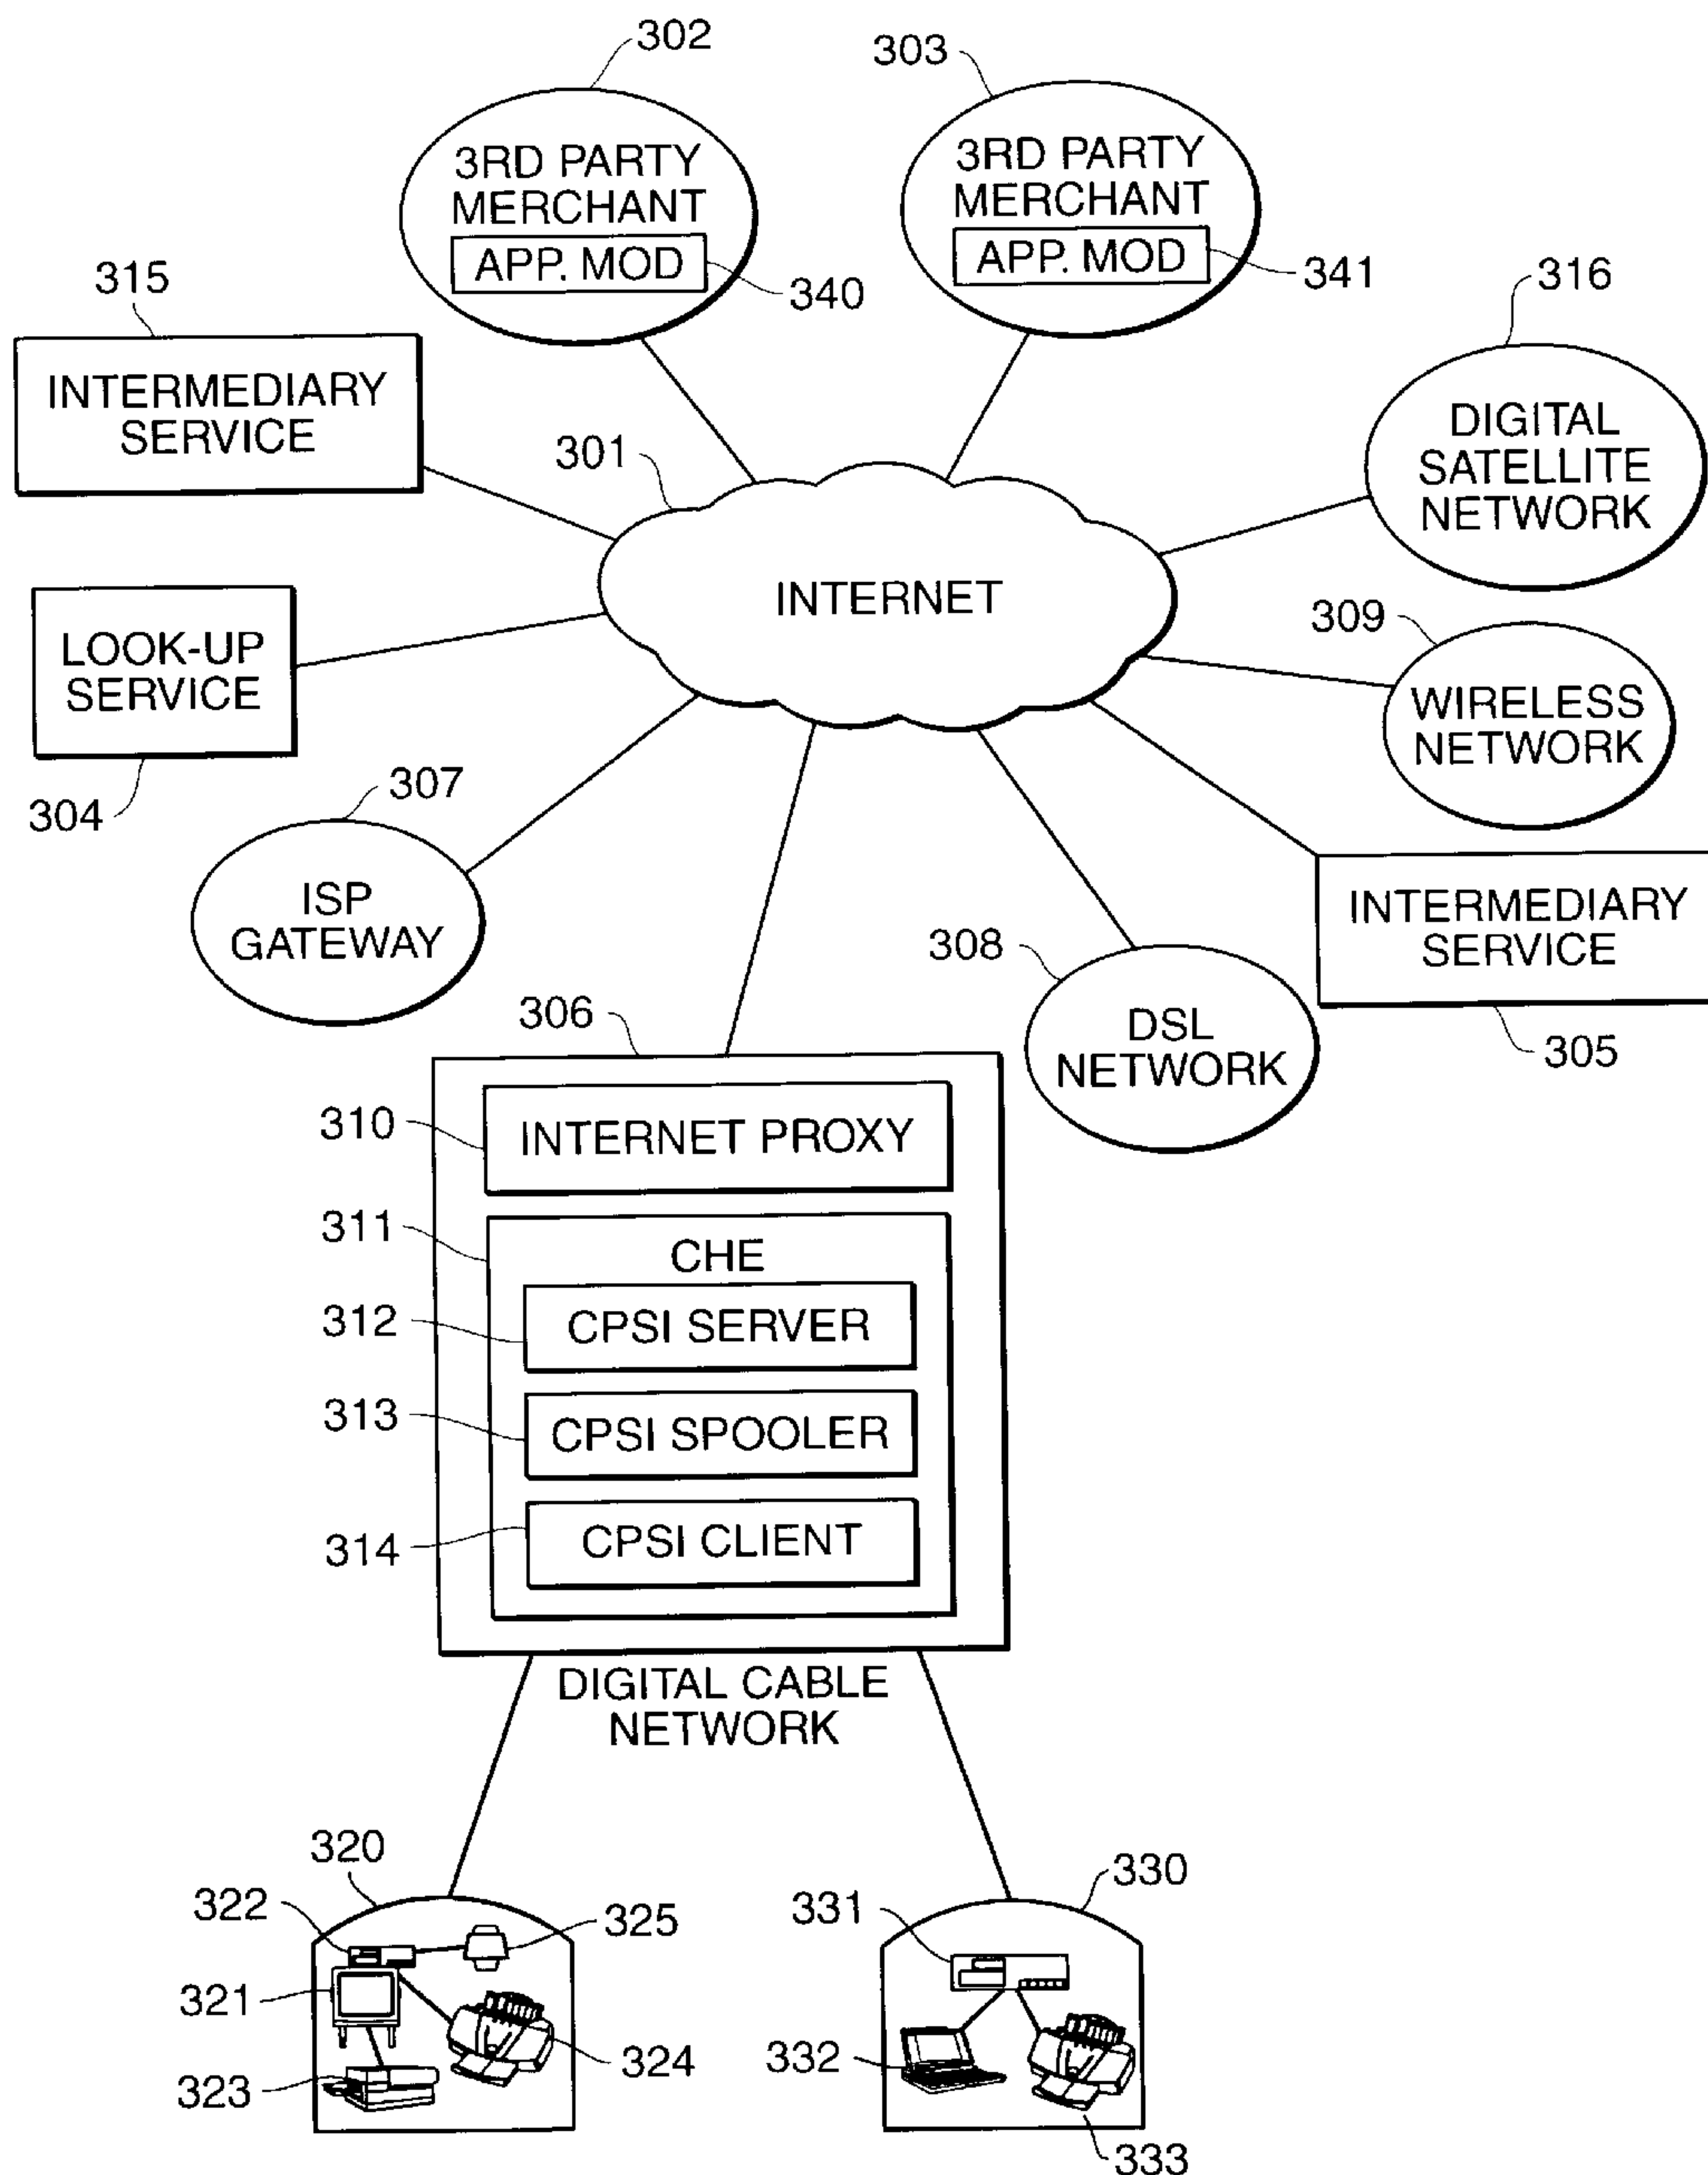 302
303
3RD PARTY
MERCHANT
APP. MOD
340
3RD PARTY
MERCHANT
APP. MOD
341
315
INTERMEDIARY
SERVICE
316
DIGITAL
SATELLITE
NETWORK
301
INTERNET
309
WIRELESS
NETWORK
LOOK-UP
SERVICE
304
307
ISP
GATEWAY
INTERMEDIARY
SERVICE
305
308
DSL
NETWORK
306
310
INTERNET PROXY
311
CHE
312
CPSI SERVER
313
CPSI SPOOLER
314
CPSI CLIENT
DIGITAL CABLE
NETWORK
320
322
325
321
324
323
330
331
332
333